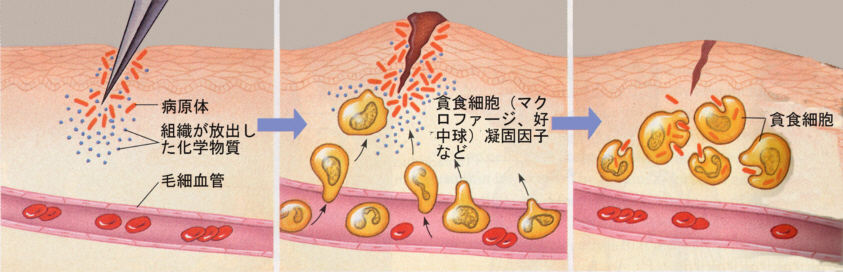 病原体
組織が放出し
た化学物質
毛細血管
貪食細胞（マク
ロファージ、好
中球）凝固因子
など
貪食細胞